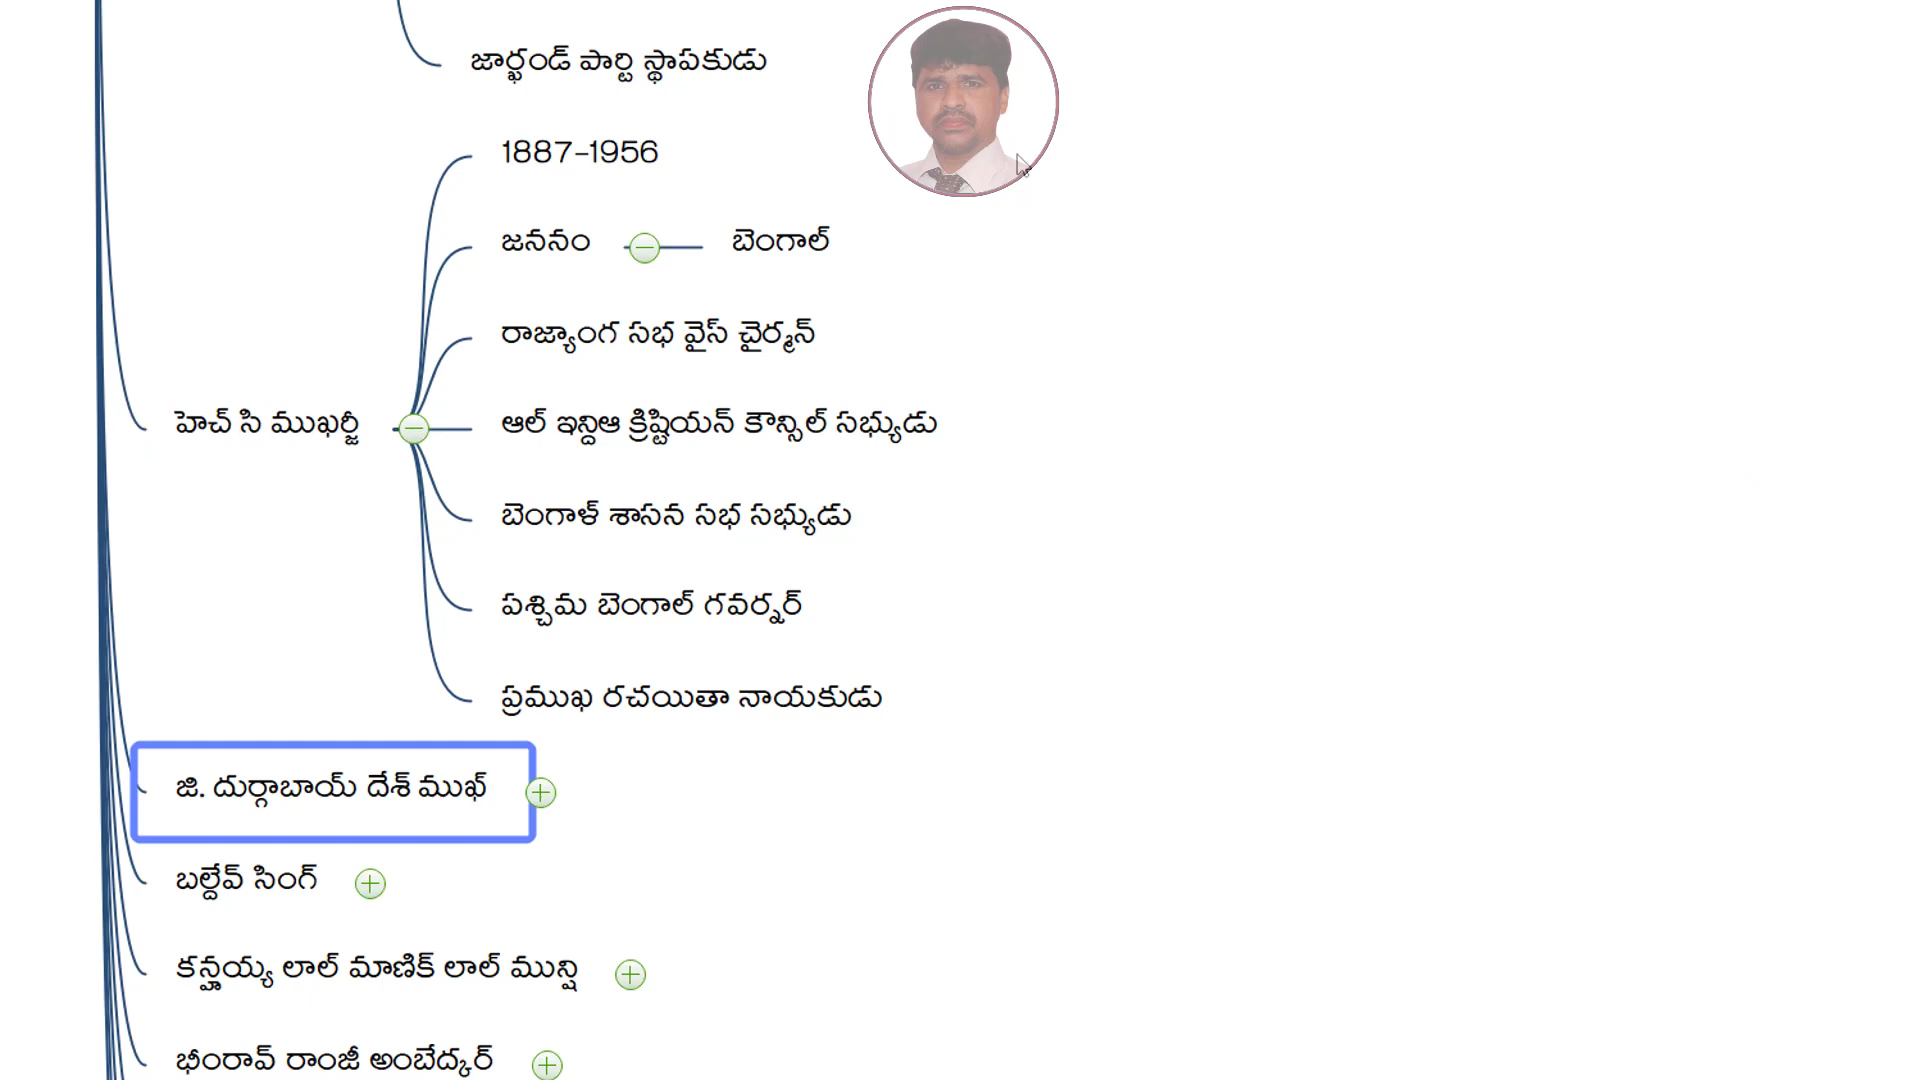 జార్ఖండ్ పార్టి స్థాపకుడు
1887-1956
జననం
బెంగాల్
రాజ్యాంగ సభ వైస్ చైర్మన్
హెచ్ సి ముఖర్జీ
ఆల్ ఇన్దిఆ క్రిష్టియన్ కౌన్సిల్ సభ్యుడు
బెంగాళ్ శాసన సభ సభ్యుడు
పశ్చిమ బెంగాల్ గవర్నర్
ప్రముఖ రచయితా నాయకుడు
జి. దుర్గాబాయ్ దేశ్ ముఖ్
బల్దేవ్ సింగ్
కన్హయ్య లాల్ మాణిక్ లాల్ మున్షి
భీంరావ్ రాంజీ అంబేద్కర్